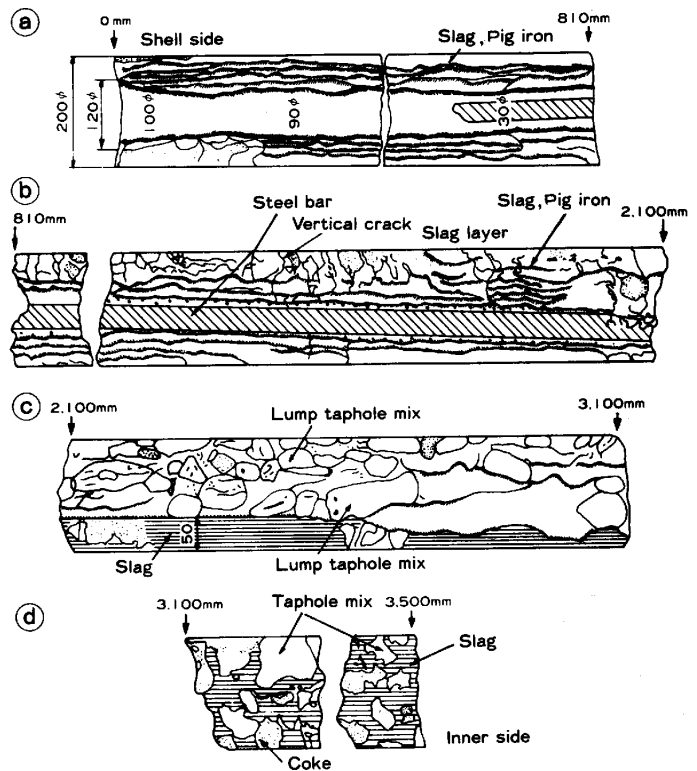 a
0 mm
Shell side
Slag, Pig iron
810mm
200φ
120φ
100φ
90φ
30φ
b
810mm
Steel bar
Vertical crack
Slag layer
Slag, Pig iron
2.100mm
c
2.100mm
Lump taphole mix
3.100mm
50
Slag
Lump taphole mix
d
3.100mm
Taphole mix
3.500mm
Slag
Coke
Inner side